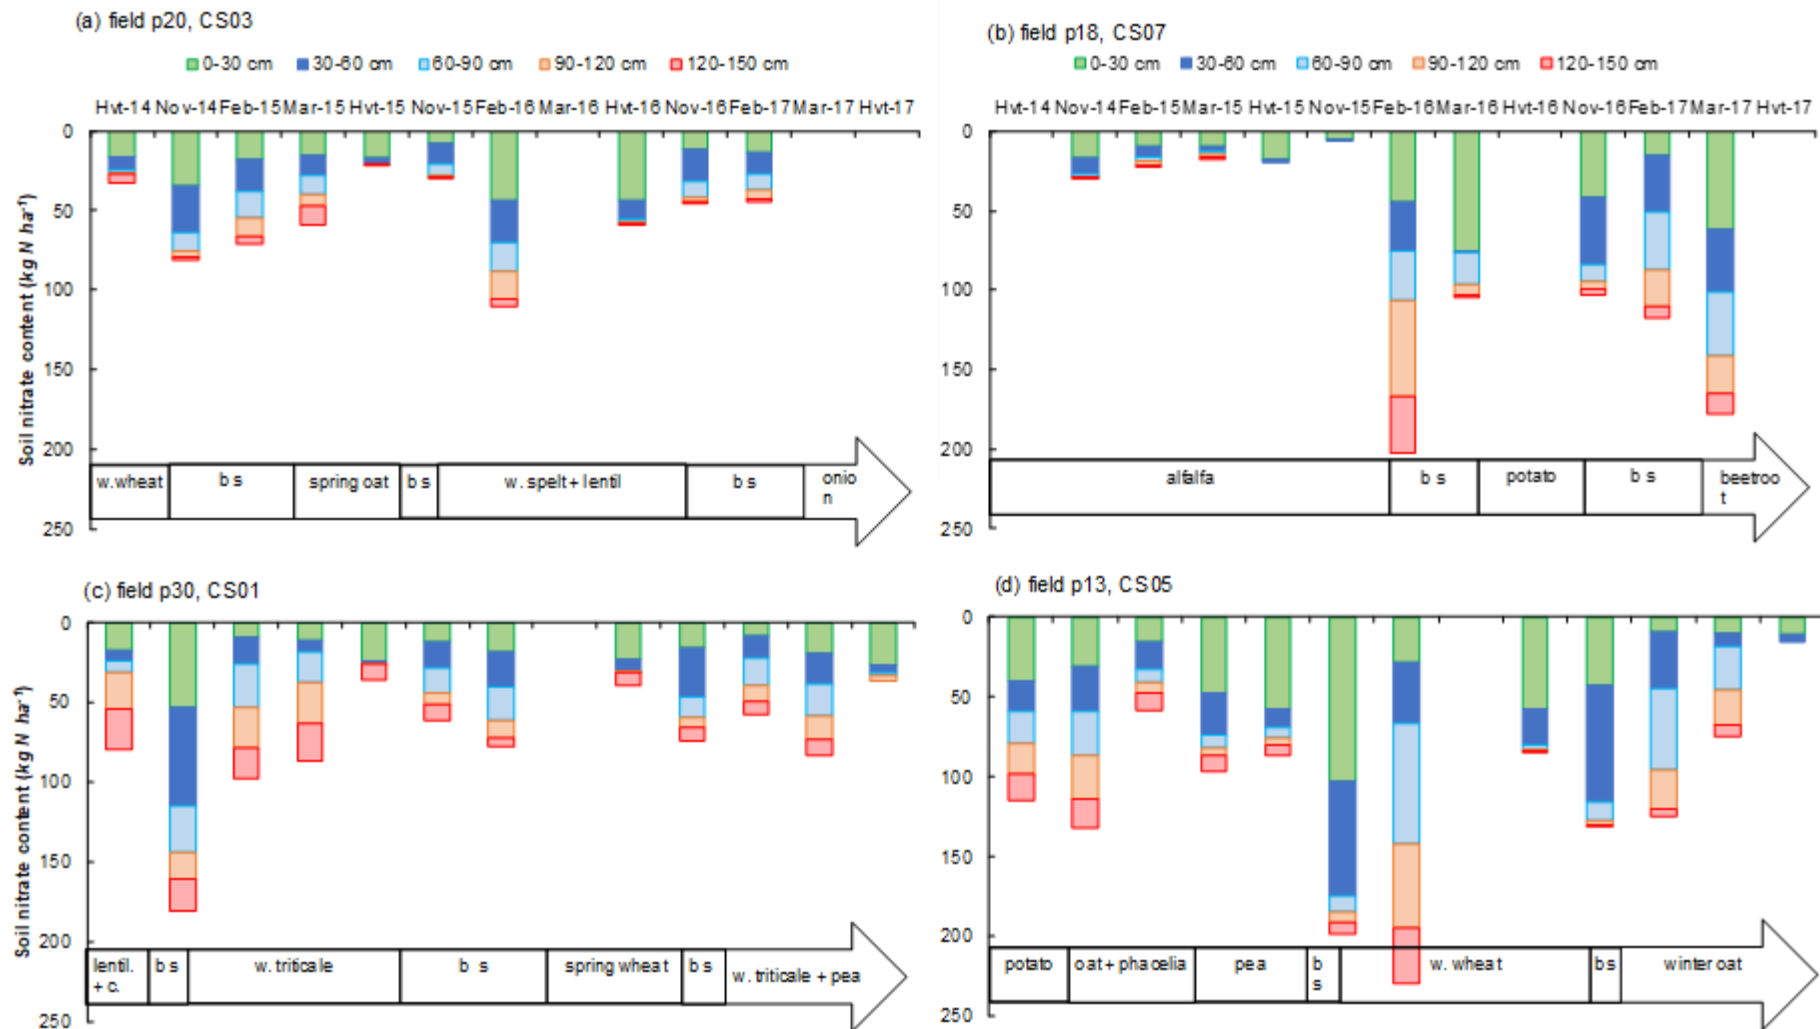 (a) field p20, CS03
0-30 cm 30-60 cm 60-90 cm 90-120 cm 120-150 cm
Hvt-14 Nov-14 Feb-15 Mar-15 Hvt-15 Nov-15 Feb-16 Mar-16 Hvt-16 Nov-16 Feb-17 Mar-17 Hvt-17
0
50
100
150
200
250
Soil nitrate content (kg N ha⁻¹)
w.wheat b s spring oat b s w. spelt + lentil b s onio
n
(b) field p18, CS07
0-30 cm 30-60 cm 60-90 cm 90-120 cm 120-150 cm
Hvt-14 Nov-14 Feb-15 Mar-15 Hvt-15 Nov-15 Feb-16 Mar-16 Hvt-16 Nov-16 Feb-17 Mar-17 Hvt-17
0
50
100
150
200
250
alfalfa b s potato b s beetroo
t
(c) field p30, CS01
0
50
100
150
200
250
Soil nitrate content (kg N ha⁻¹)
lentil.
+ c.
b s w. triticale b s spring wheat b s w. triticale + pea
(d) field p13, CS05
0
50
100
150
200
250
potato oat + phacelia pea b
s
w. wheat b s winter oat